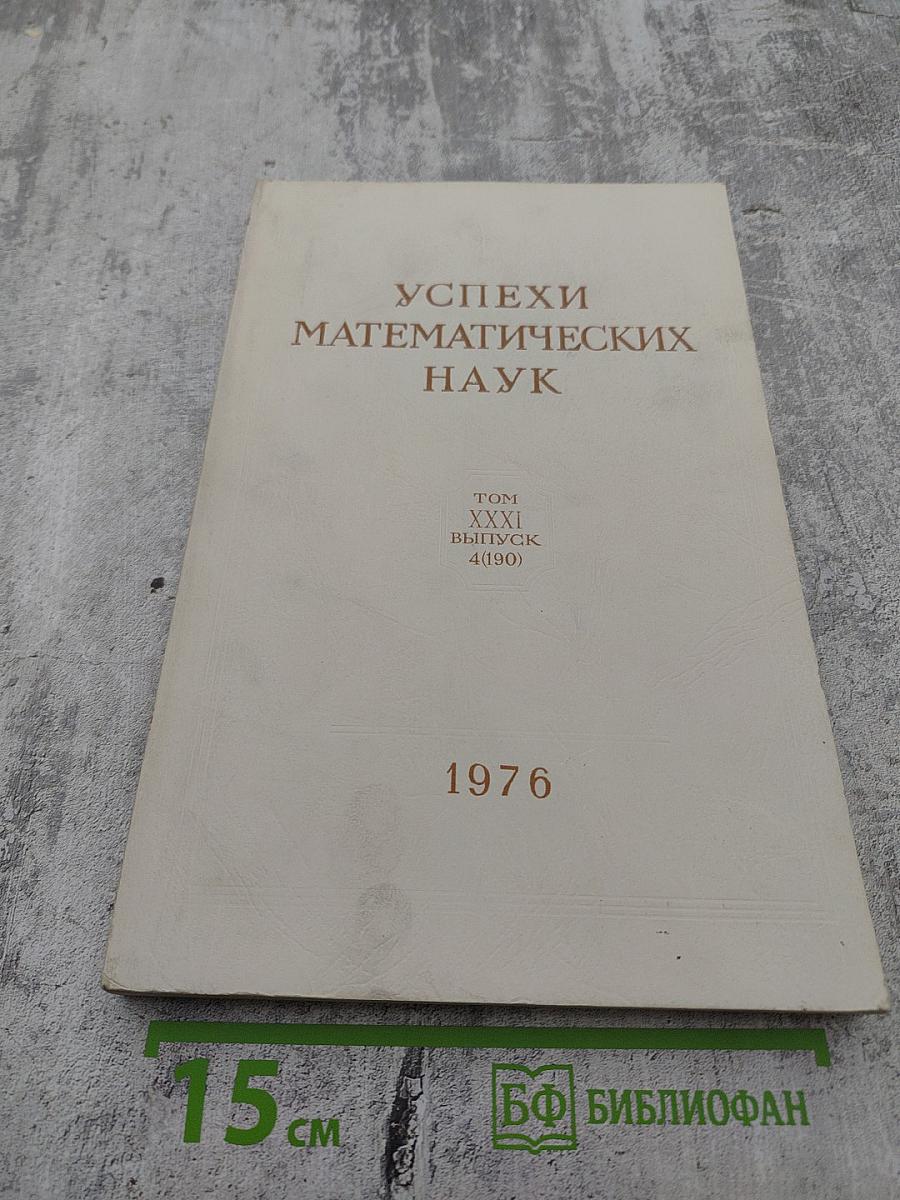 УСПЕХИ
МАТЕМАТИЧЕСКИХ
НАУК
ТОМ
XXXI
ВЫПУСК
4(190)
1976
15 см
БФ БИБЛИОФАН